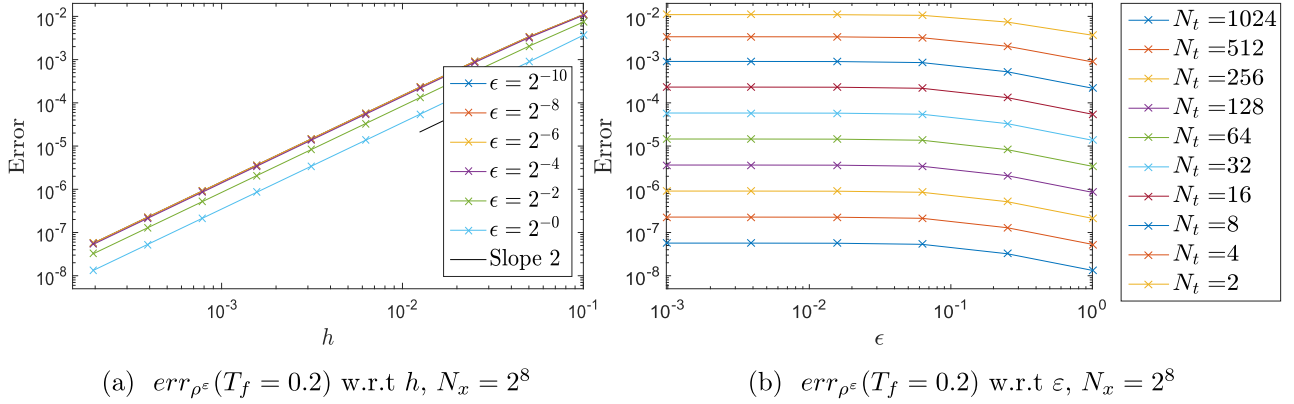 10^{-2}
10^{-3}
10^{-4}
10^{-5}
10^{-6}
10^{-7}
10^{-8}
Error
10^{-3}
10^{-2}
10^{-1}
h
ϵ = 2^{-10}
ϵ = 2^{-8}
ϵ = 2^{-6}
ϵ = 2^{-4}
ϵ = 2^{-2}
ϵ = 2^{-0}
Slope 2
(a) err_{ρ^ε}(T_f = 0.2) w.r.t h, N_x = 2^8
10^{-2}
10^{-3}
10^{-4}
10^{-5}
10^{-6}
10^{-7}
10^{-8}
Error
10^{-3}
10^{-2}
10^{-1}
10^{0}
ϵ
N_t =1024
N_t =512
N_t =256
N_t =128
N_t =64
N_t =32
N_t =16
N_t =8
N_t =4
N_t =2
(b) err_{ρ^ε}(T_f = 0.2) w.r.t ε, N_x = 2^8